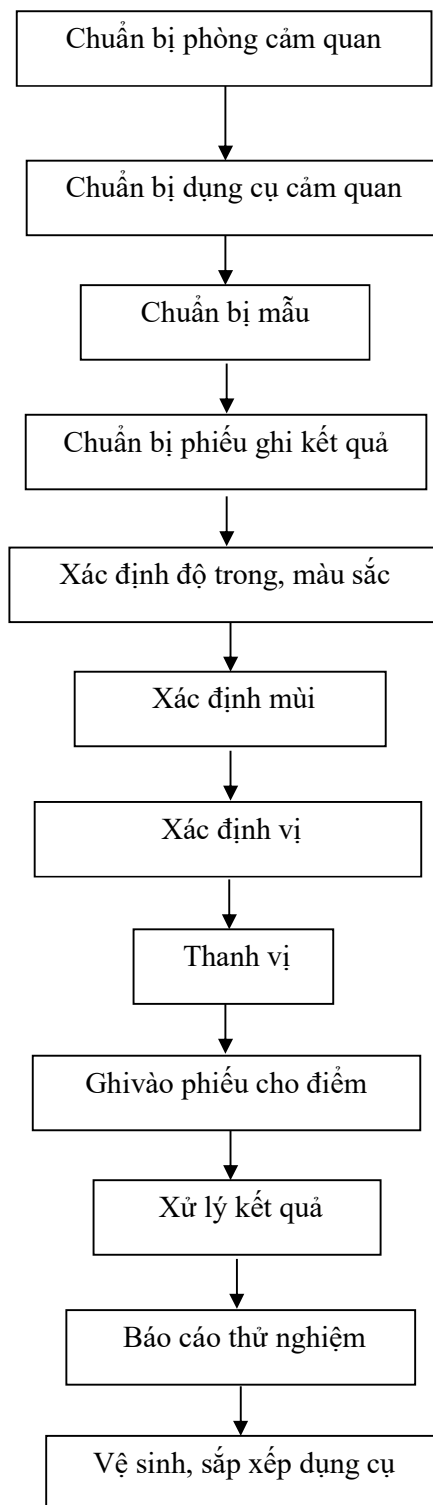 Chuẩn bị phòng cảm quan
Chuẩn bị dụng cụ cảm quan
Chuẩn bị mẫu
Chuẩn bị phiếu ghi kết quả
Xác định độ trong, màu sắc
Xác định mùi
Xác định vị
Thanh vị
Ghivào phiếu cho điểm
Xử lý kết quả
Báo cáo thử nghiệm
Vệ sinh, sắp xếp dụng cụ